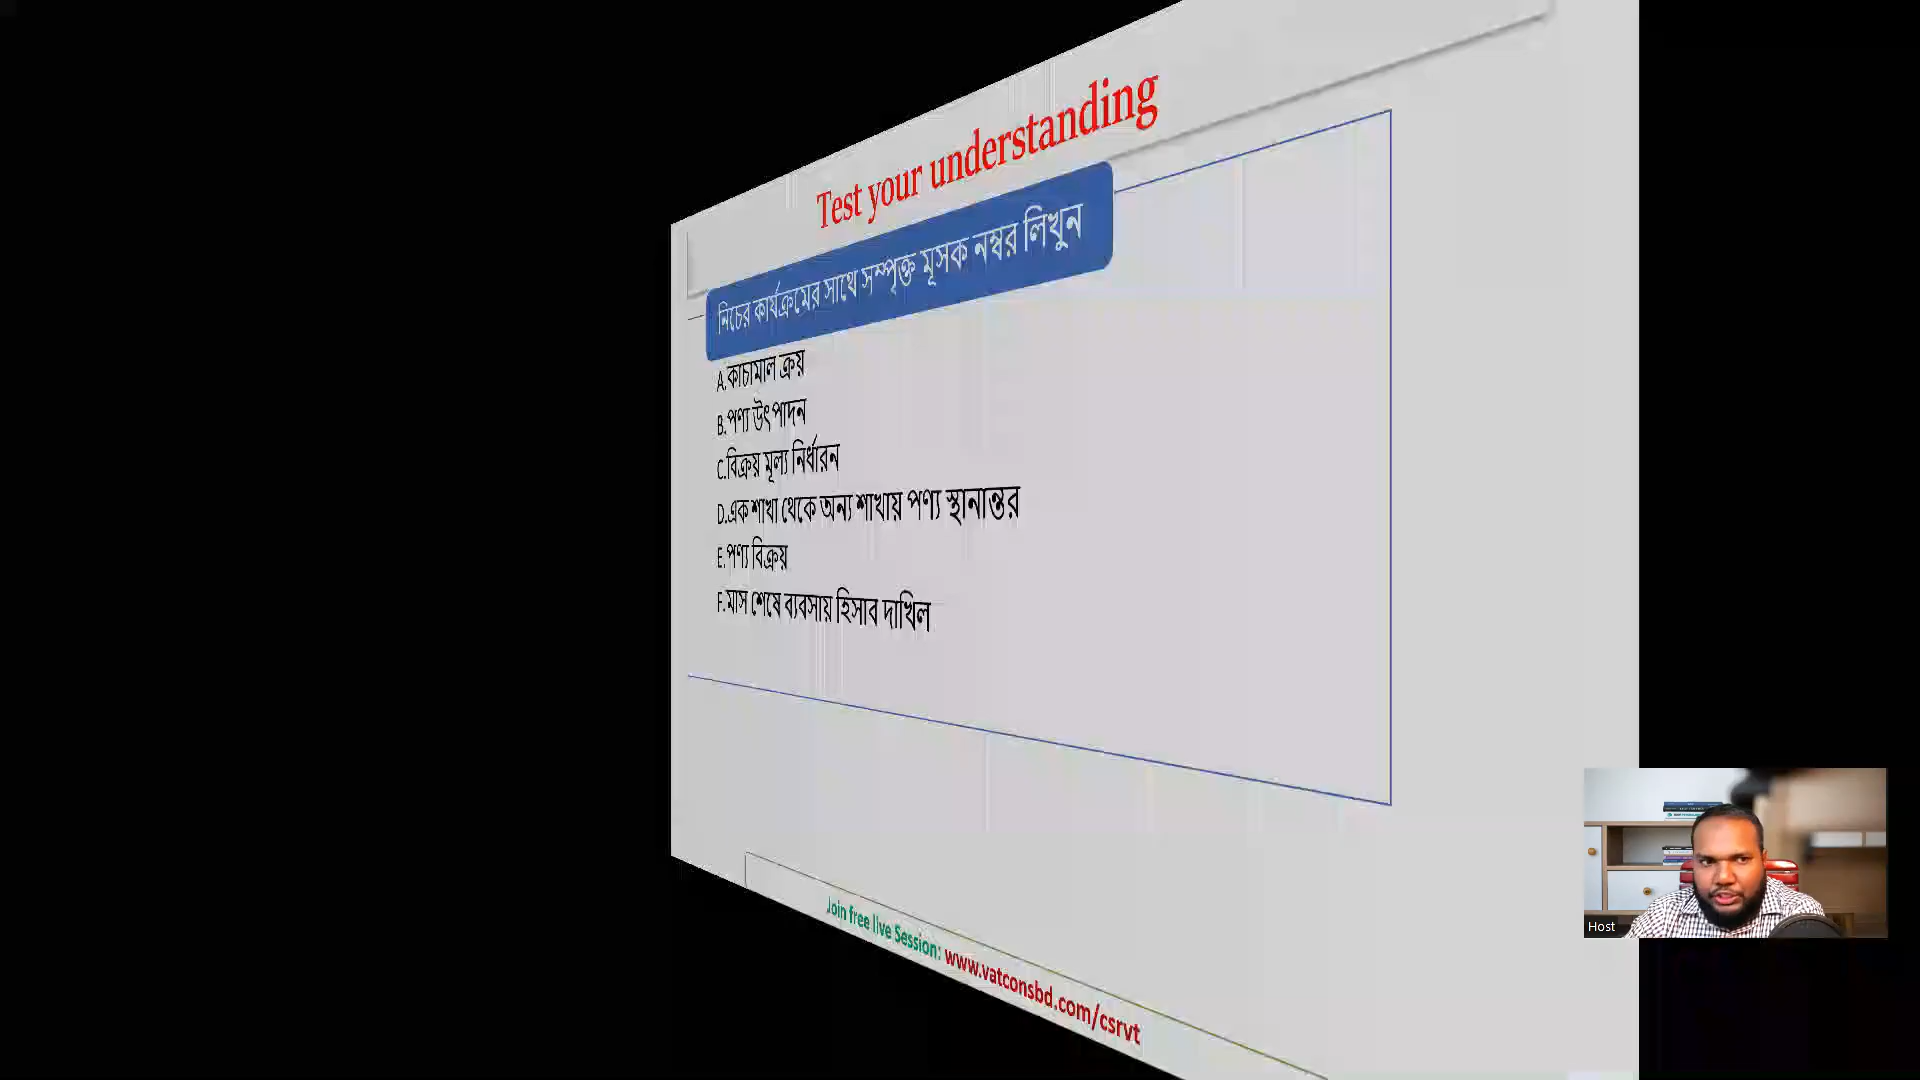 Test your understanding
নিচের কার্যক্রমের সাথে সম্পৃক্ত মূসক নম্বর লিখুন
A.কাচামাল ক্রয়
B.পণ্য উৎপাদন
C.বিক্রয় মূল্য নির্ধারন
D.এক শাখা থেকে অন্য শাখায় পণ্য স্থানান্তর
E.পণ্য বিক্রয়
F.মাস শেষে ব্যবসায় হিসাব দাখিল
Join free live Session: www.vatconsbd.com/csrvt
Host